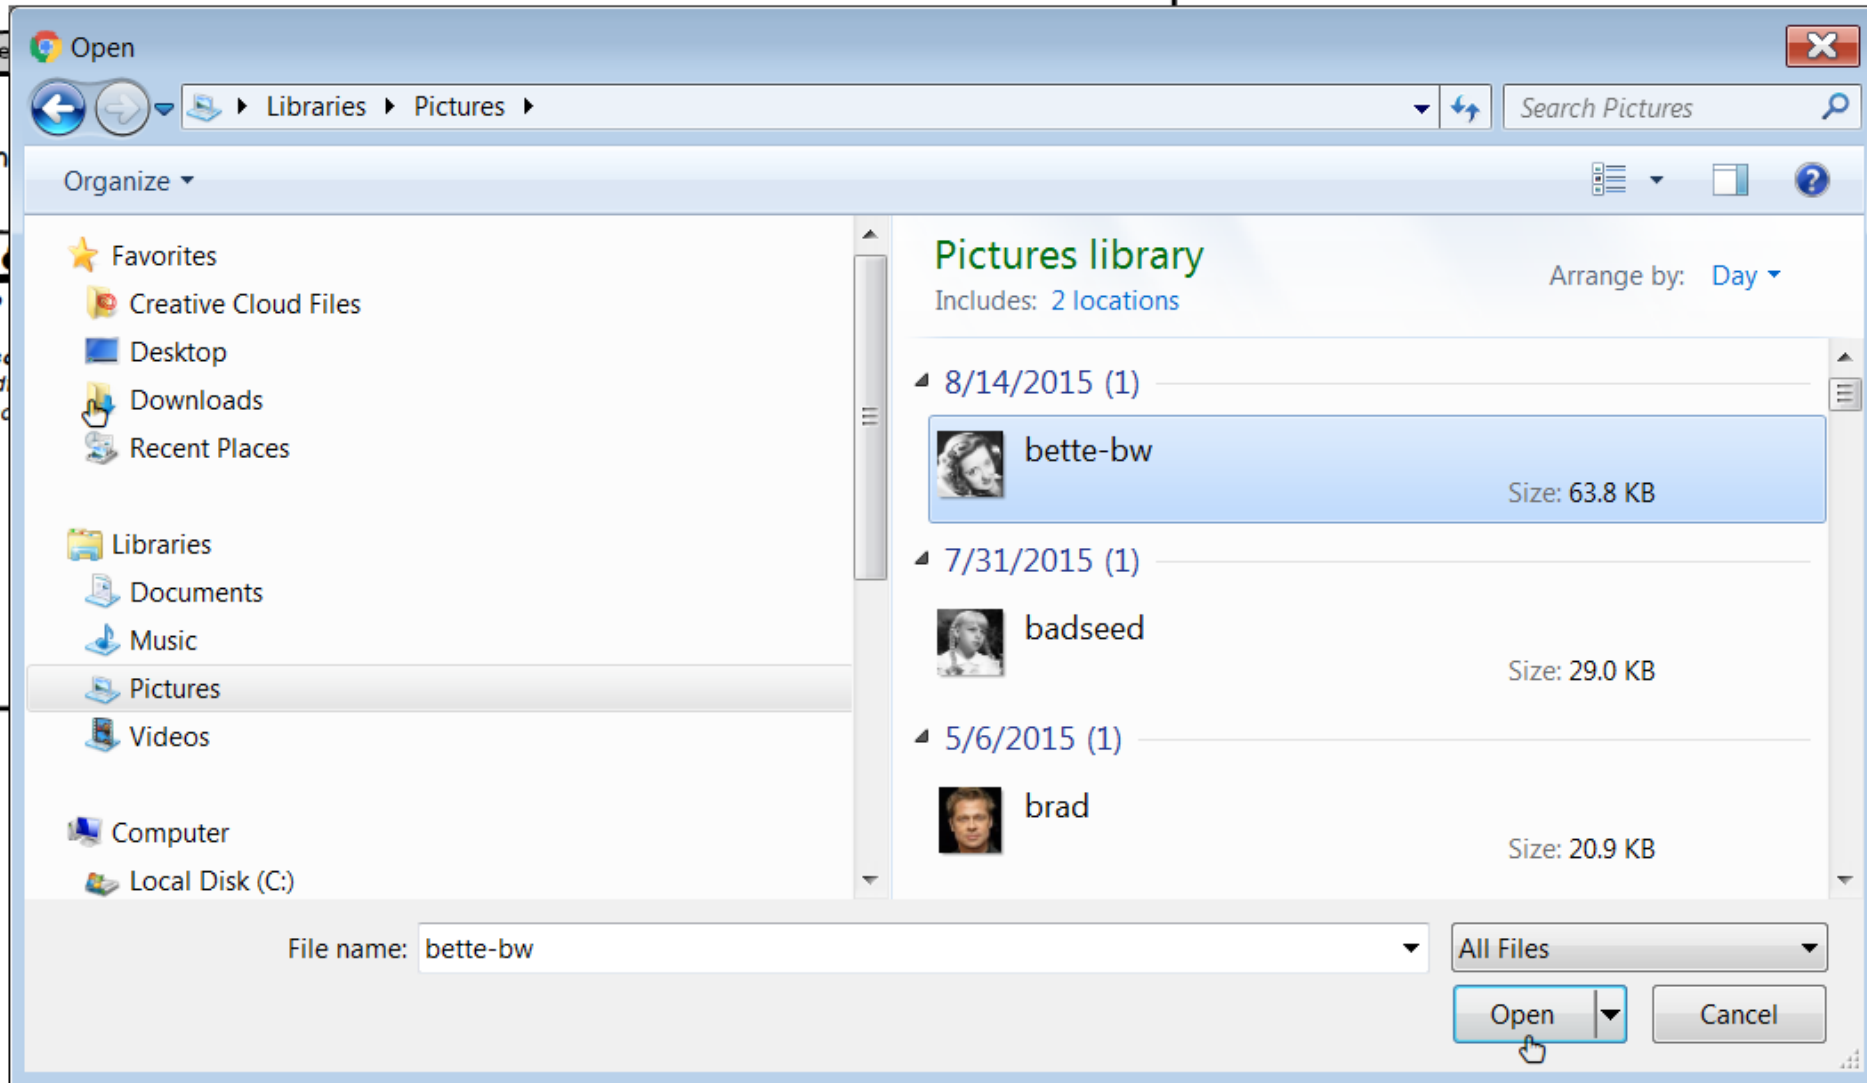 Open
Libraries Pictures
Search Pictures
Organize
Favorites
Creative Cloud Files
Desktop
Downloads
Recent Places
Libraries
Documents
Music
Pictures
Videos
Computer
Local Disk (C:)
Pictures library
Includes: 2 locations
Arrange by: Day
8/14/2015 (1)
bette-bw
Size: 63.8 KB
7/31/2015 (1)
badseed
Size: 29.0 KB
5/6/2015 (1)
brad
Size: 20.9 KB
File name: bette-bw
All Files
Open
Cancel